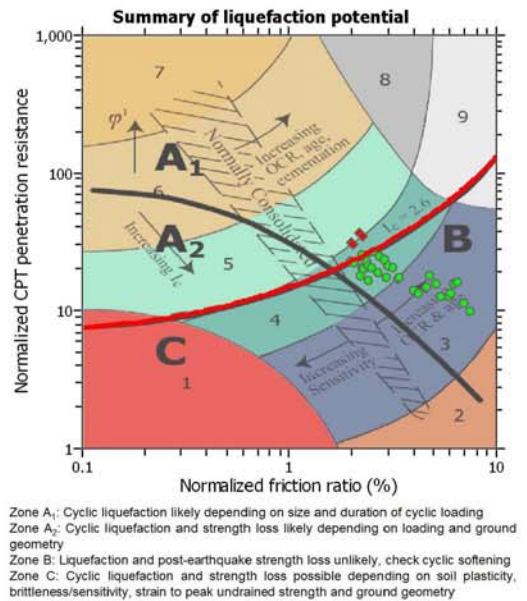 Summary of liquefaction potential
Normalized CPT penetration resistance
1,000
100
10
1
7
8
9
φ'
A1
Normally Consolidated
Increasing
OCR, age,
cementation
6
A2
Increasing Ic
5
Ic = 2.6
B
4
C
1
Increasing
Sensitivity
Increasing
OCR & age
3
2
0.1
1
10
Normalized friction ratio (%)
Zone A1: Cyclic liquefaction likely depending on size and duration of cyclic loading
Zone A2: Cyclic liquefaction and strength loss likely depending on loading and ground
geometry
Zone B: Liquefaction and post-earthquake strength loss unlikely, check cyclic softening
Zone C: Cyclic liquefaction and strength loss possible depending on soil plasticity,
brittleness/sensitivity, strain to peak undrained strength and ground geometry